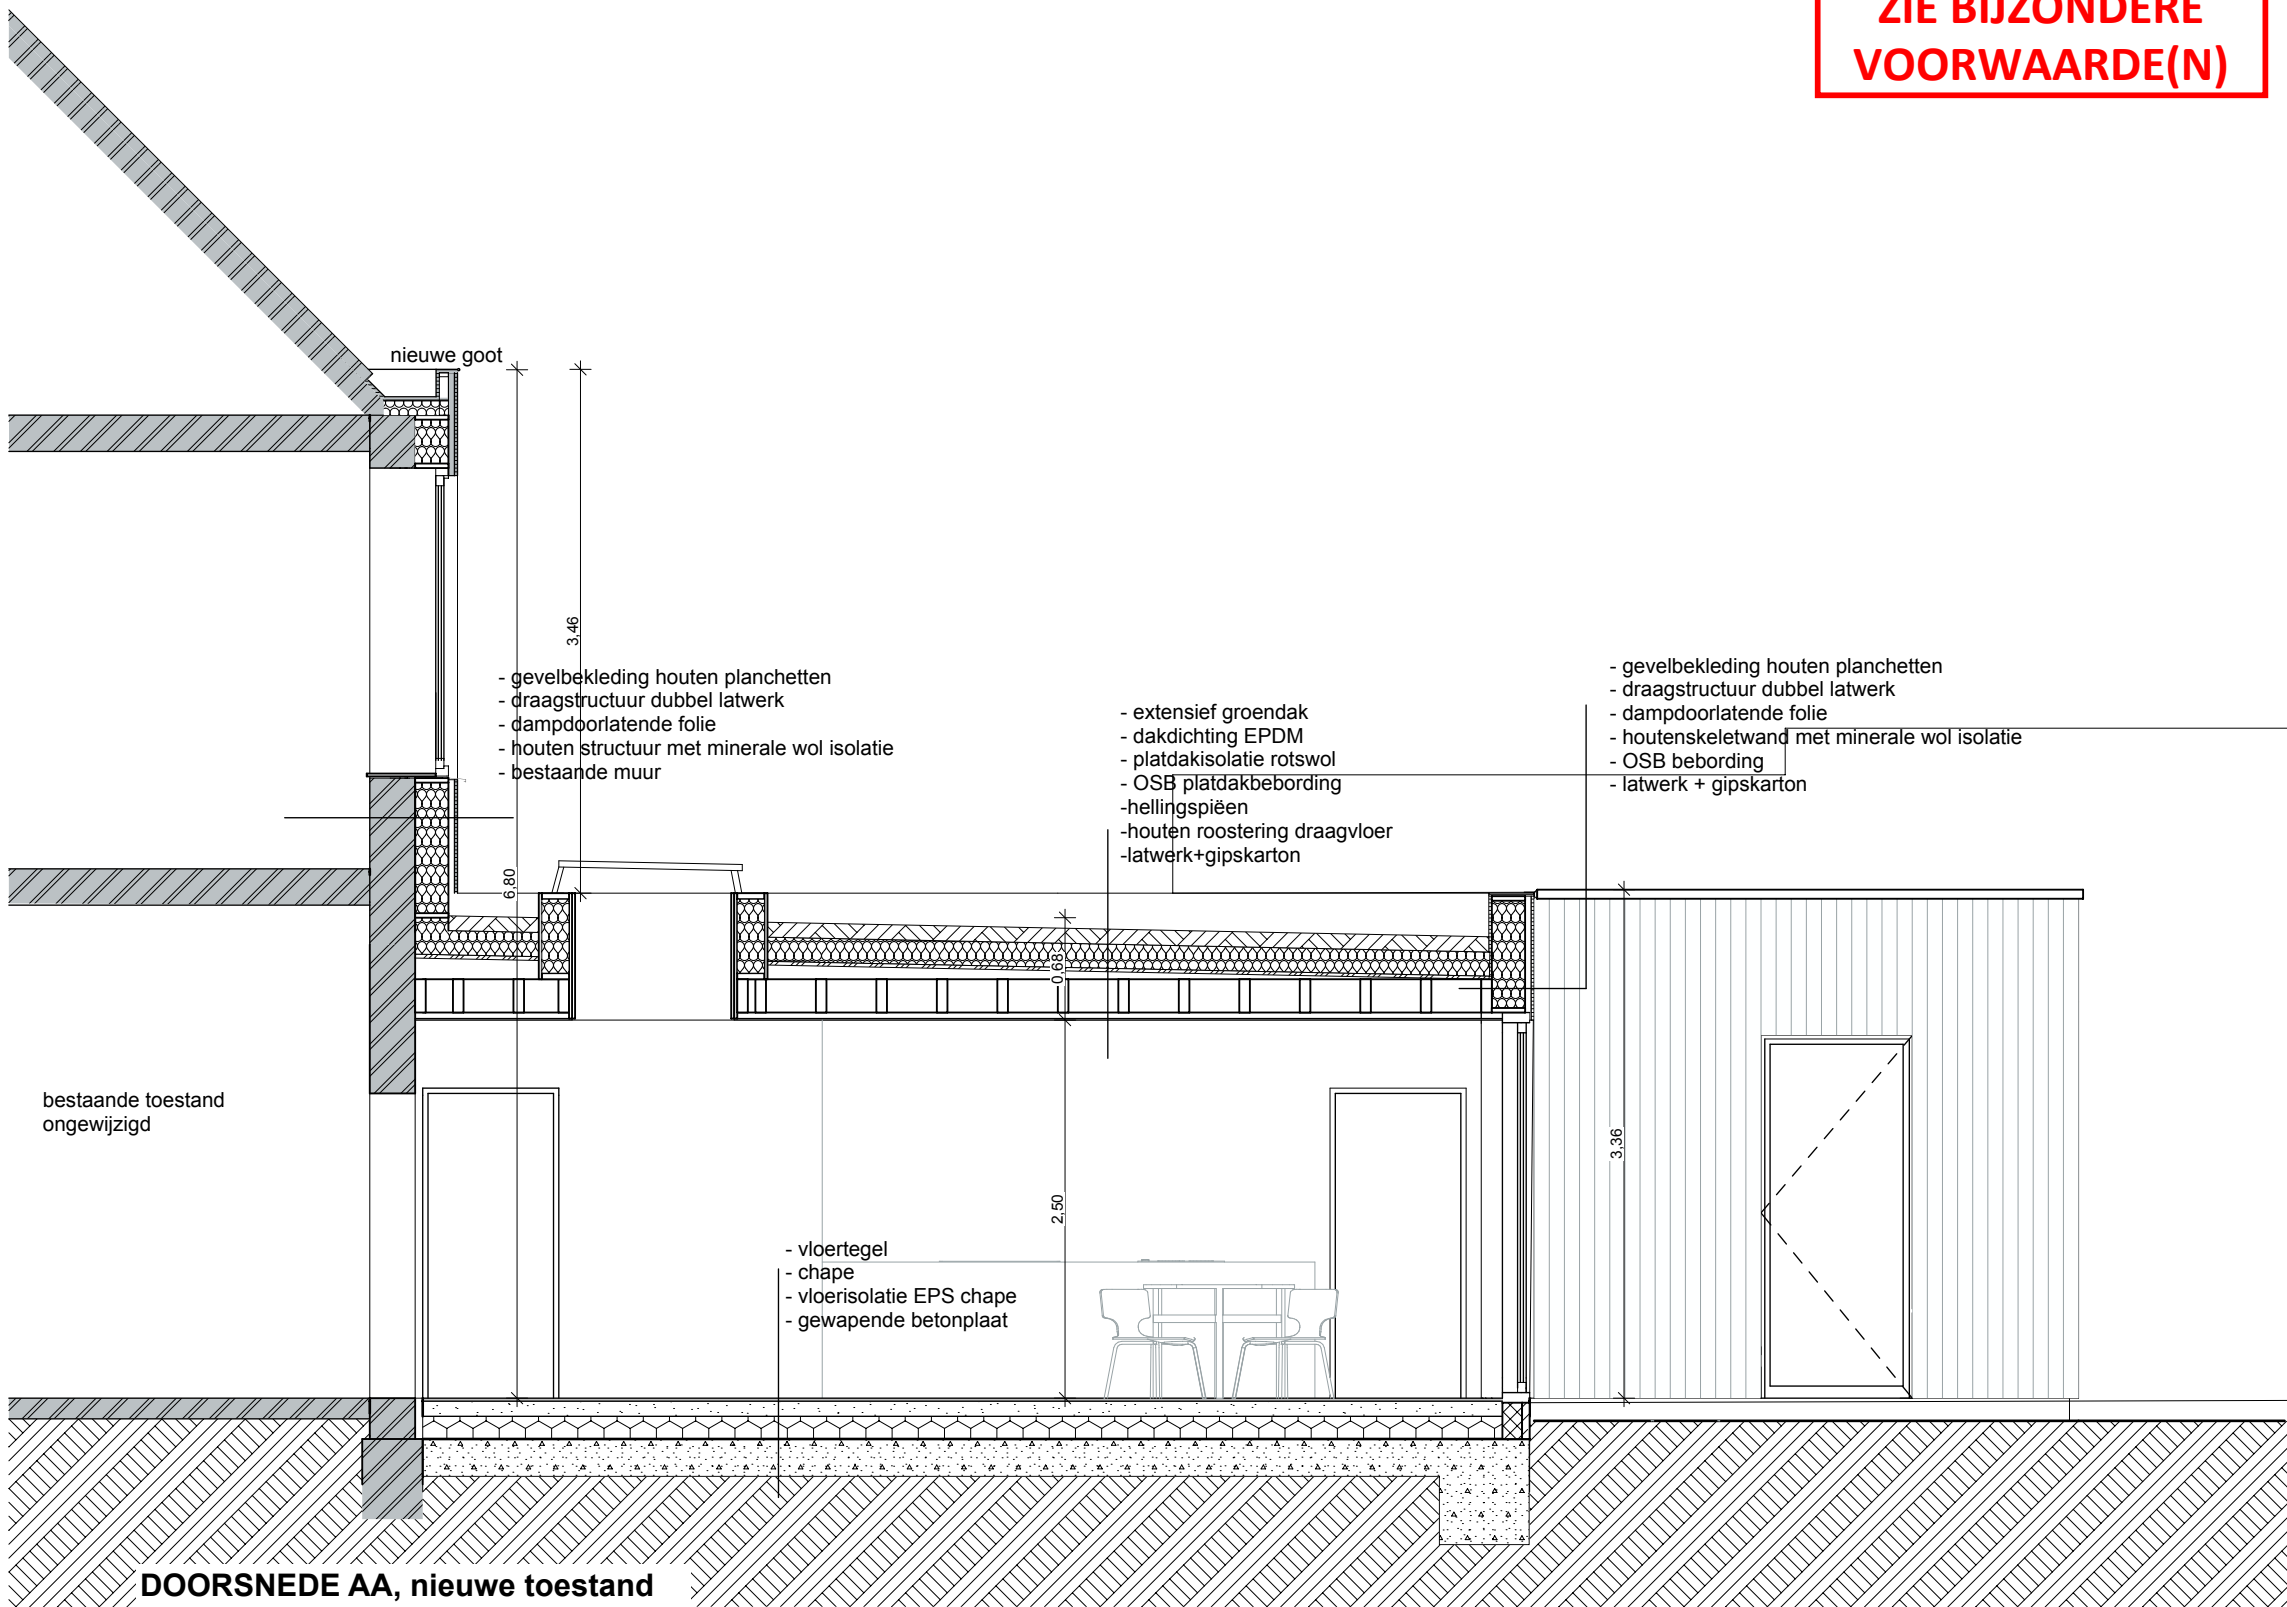 ZIE BIJZONDERE
VOORWAARDE(N)
nieuwe goot
3,46
6,80
- gevelbekleding houten planchetten
- draagstructuur dubbel latwerk
- dampdoorlatende folie
- houten structuur met minerale wol isolatie
- bestaande muur
- extensief groendak
- dakdichting EPDM
- platdakisolatie rotswol
- OSB platdakbebording
-hellingspiëen
-houten roostering draagvloer
-latwerk+gipskarton
- gevelbekleding houten planchetten
- draagstructuur dubbel latwerk
- dampdoorlatende folie
- houtenskeletwand met minerale wol isolatie
- OSB bebording
- latwerk + gipskarton
0,68
bestaande toestand
ongewijzigd
2,50
3,36
- vloertegel
- chape
- vloerisolatie EPS chape
- gewapende betonplaat
DOORSNEDE AA, nieuwe toestand